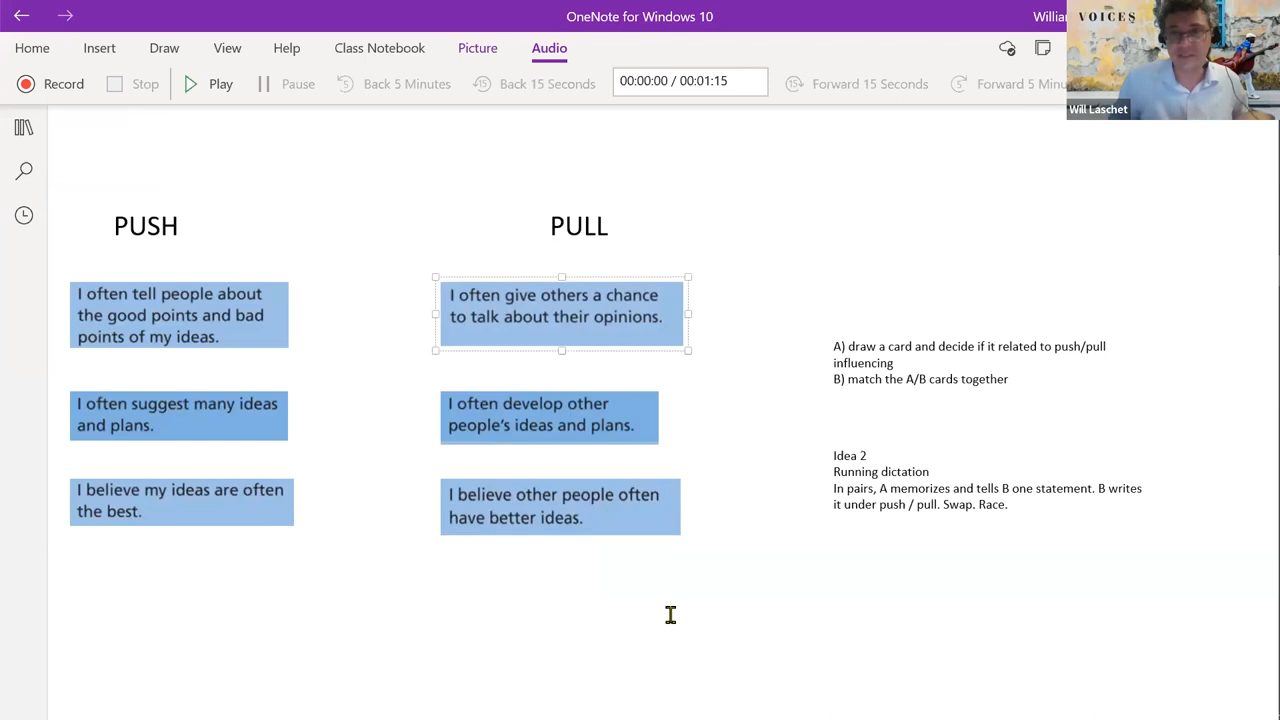 OneNote for Windows 10
Willia
VOICES
Home
Insert
Draw
View
Help
Class Notebook
Picture
Audio
Record
Stop
Play
Pause
Back 5 Minutes
Back 15 Seconds
00:00:00 / 00:01:15
Forward 15 Seconds
Forward 5 Minu
Will Laschet
PUSH
I often tell people about
the good points and bad
points of my ideas.
I often suggest many ideas
and plans.
I believe my ideas are often
the best.
PULL
I often give others a chance
to talk about their opinions.
I often develop other
people's ideas and plans.
I believe other people often
have better ideas.
A) draw a card and decide if it related to push/pull
influencing
B) match the A/B cards together
Idea 2
Running dictation
In pairs, A memorizes and tells B one statement. B writes
it under push / pull. Swap. Race.